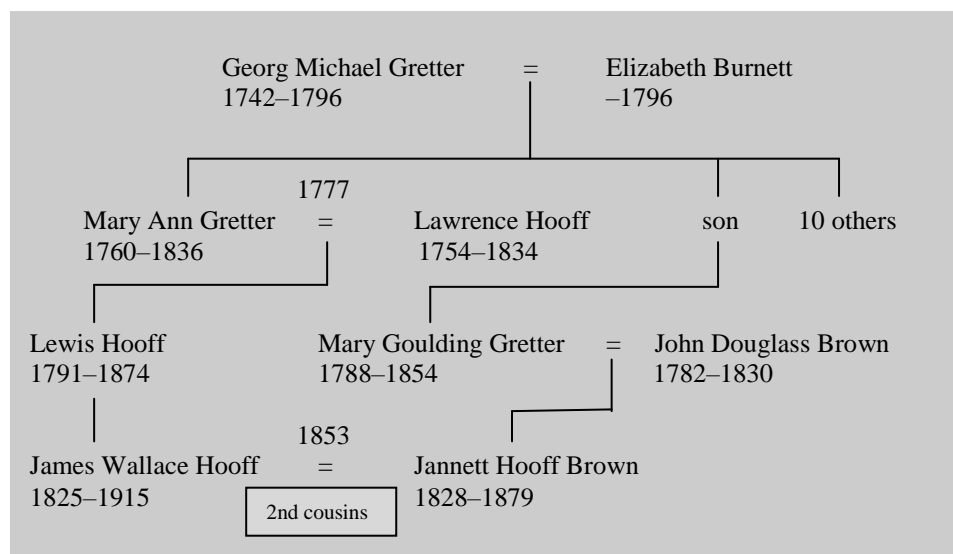 Georg Michael Gretter = Elizabeth Burnett
1742–1796 –1796
1777
Mary Ann Gretter = Lawrence Hooff son 10 others
1760–1836 1754–1834
Lewis Hooff Mary Goulding Gretter = John Douglass Brown
1791–1874 1788–1854 1782–1830
1853
James Wallace Hooff = Jannett Hooff Brown
1825–1915 1828–1879
2nd cousins